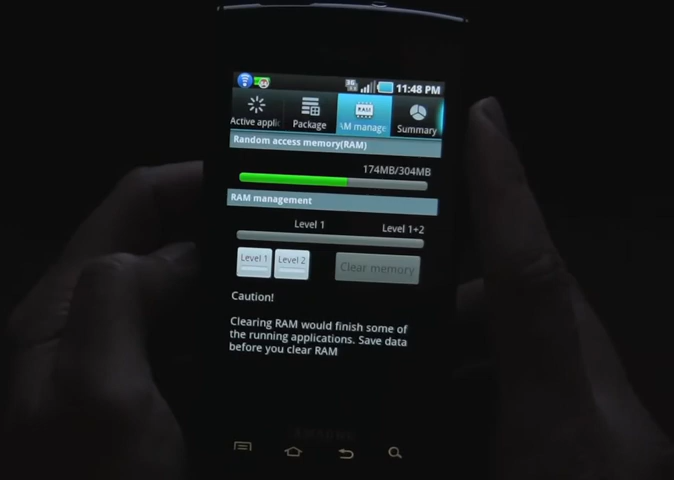 3G
11:48 PM
Active applic
Package
AM manage
Summary
Random access memory(RAM)
174MB/304MB
RAM management
Level 1
Level 1+2
Level 1
Level 2
Clear memory
Caution!
Clearing RAM would finish some of
the running applications. Save data
before you clear RAM
SAMSUNG